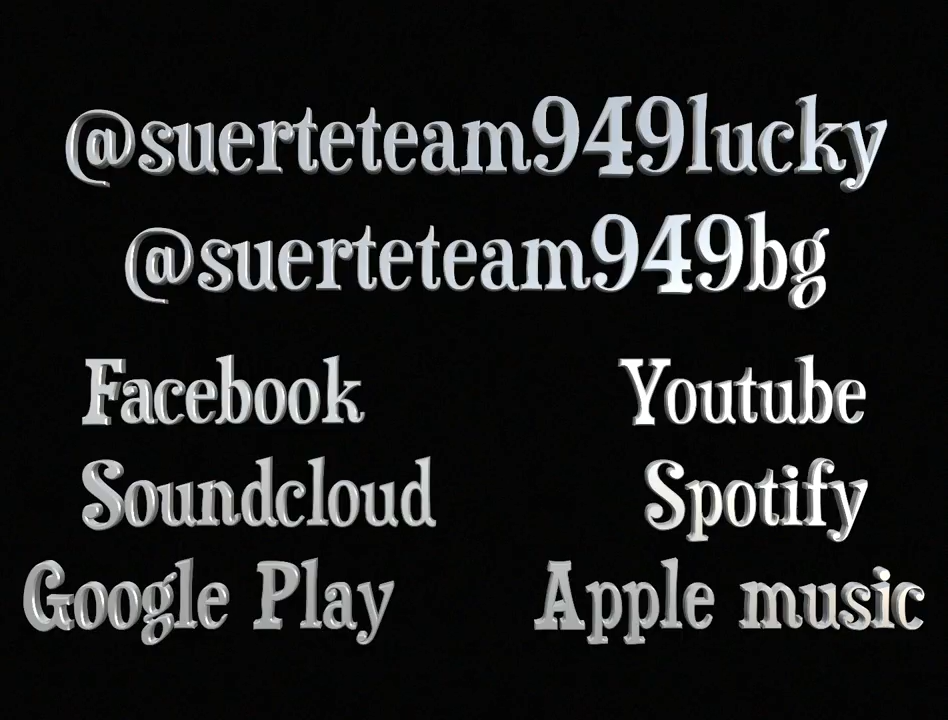 @suerteteam949lucky
@suerteteam949bg
Facebook Youtube
Soundcloud Spotify
Google Play Apple music